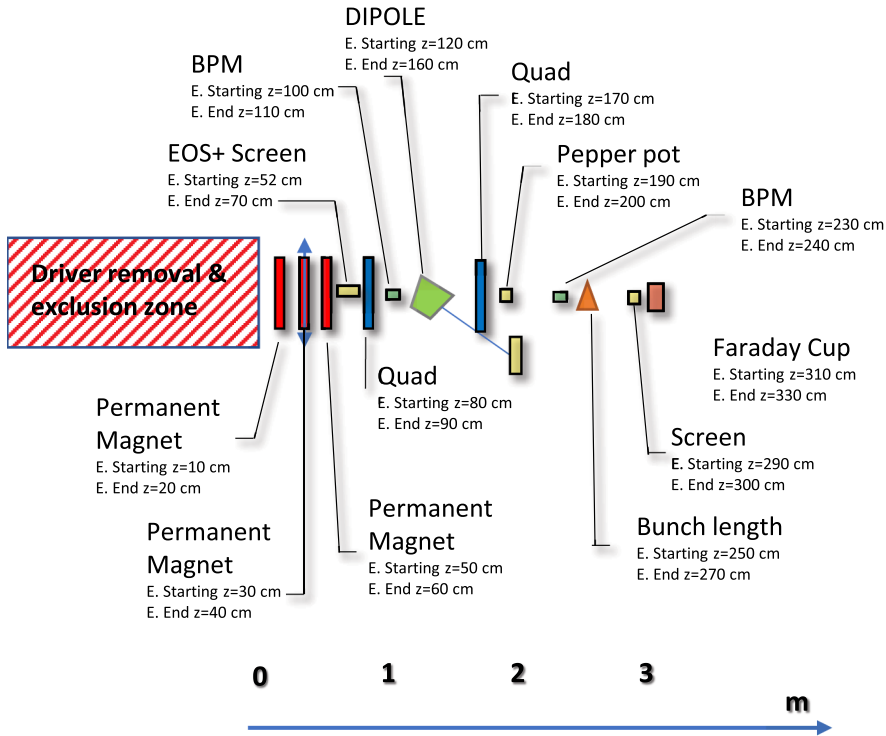 DIPOLE
E. Starting z=120 cm
E. End z=160 cm
BPM
E. Starting z=100 cm
E. End z=110 cm
Quad
E. Starting z=170 cm
E. End z=180 cm
EOS+ Screen
E. Starting z=52 cm
E. End z=70 cm
Pepper pot
E. Starting z=190 cm
E. End z=200 cm
BPM
E. Starting z=230 cm
E. End z=240 cm
Driver removal &
exclusion zone
Faraday Cup
E. Starting z=310 cm
E. End z=330 cm
Quad
E. Starting z=80 cm
E. End z=90 cm
Permanent
Magnet
E. Starting z=10 cm
E. End z=20 cm
Screen
E. Starting z=290 cm
E. End z=300 cm
Permanent
Magnet
E. Starting z=50 cm
E. End z=60 cm
Bunch length
E. Starting z=250 cm
E. End z=270 cm
Permanent
Magnet
E. Starting z=30 cm
E. End z=40 cm
0 1 2 3
m